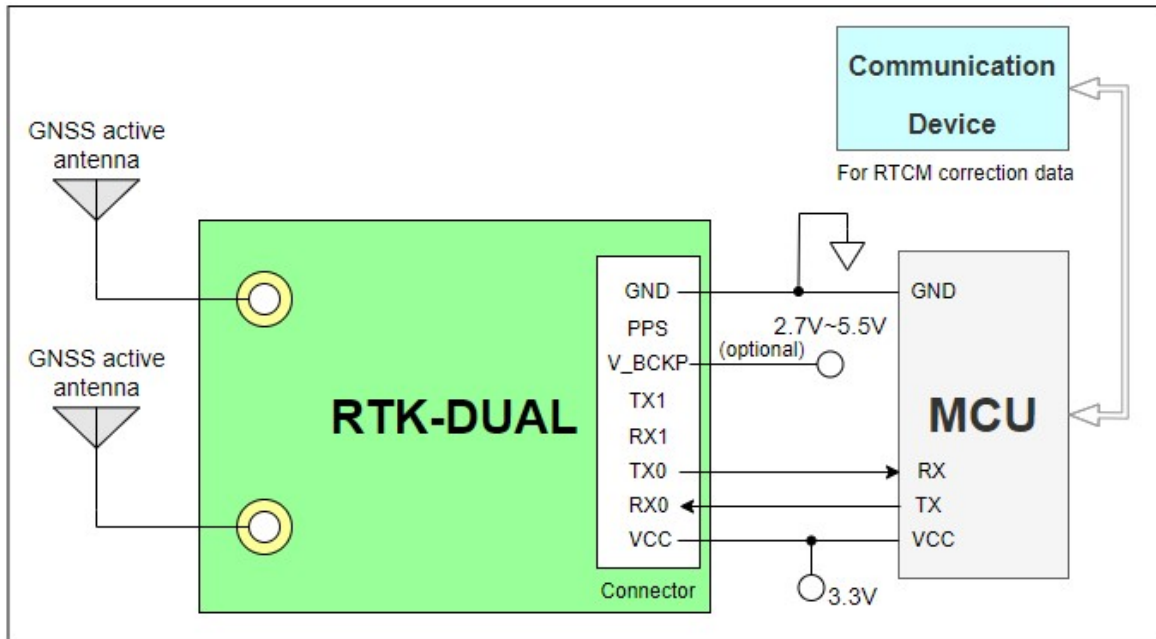 Communication
Device
For RTCM correction data
GNSS active
antenna
GNSS active
antenna
RTK-DUAL
GND
PPS
V_BCKP
TX1
RX1
TX0
RX0
VCC
Connector
2.7V~5.5V
(optional)
3.3V
GND
MCU
RX
TX
VCC